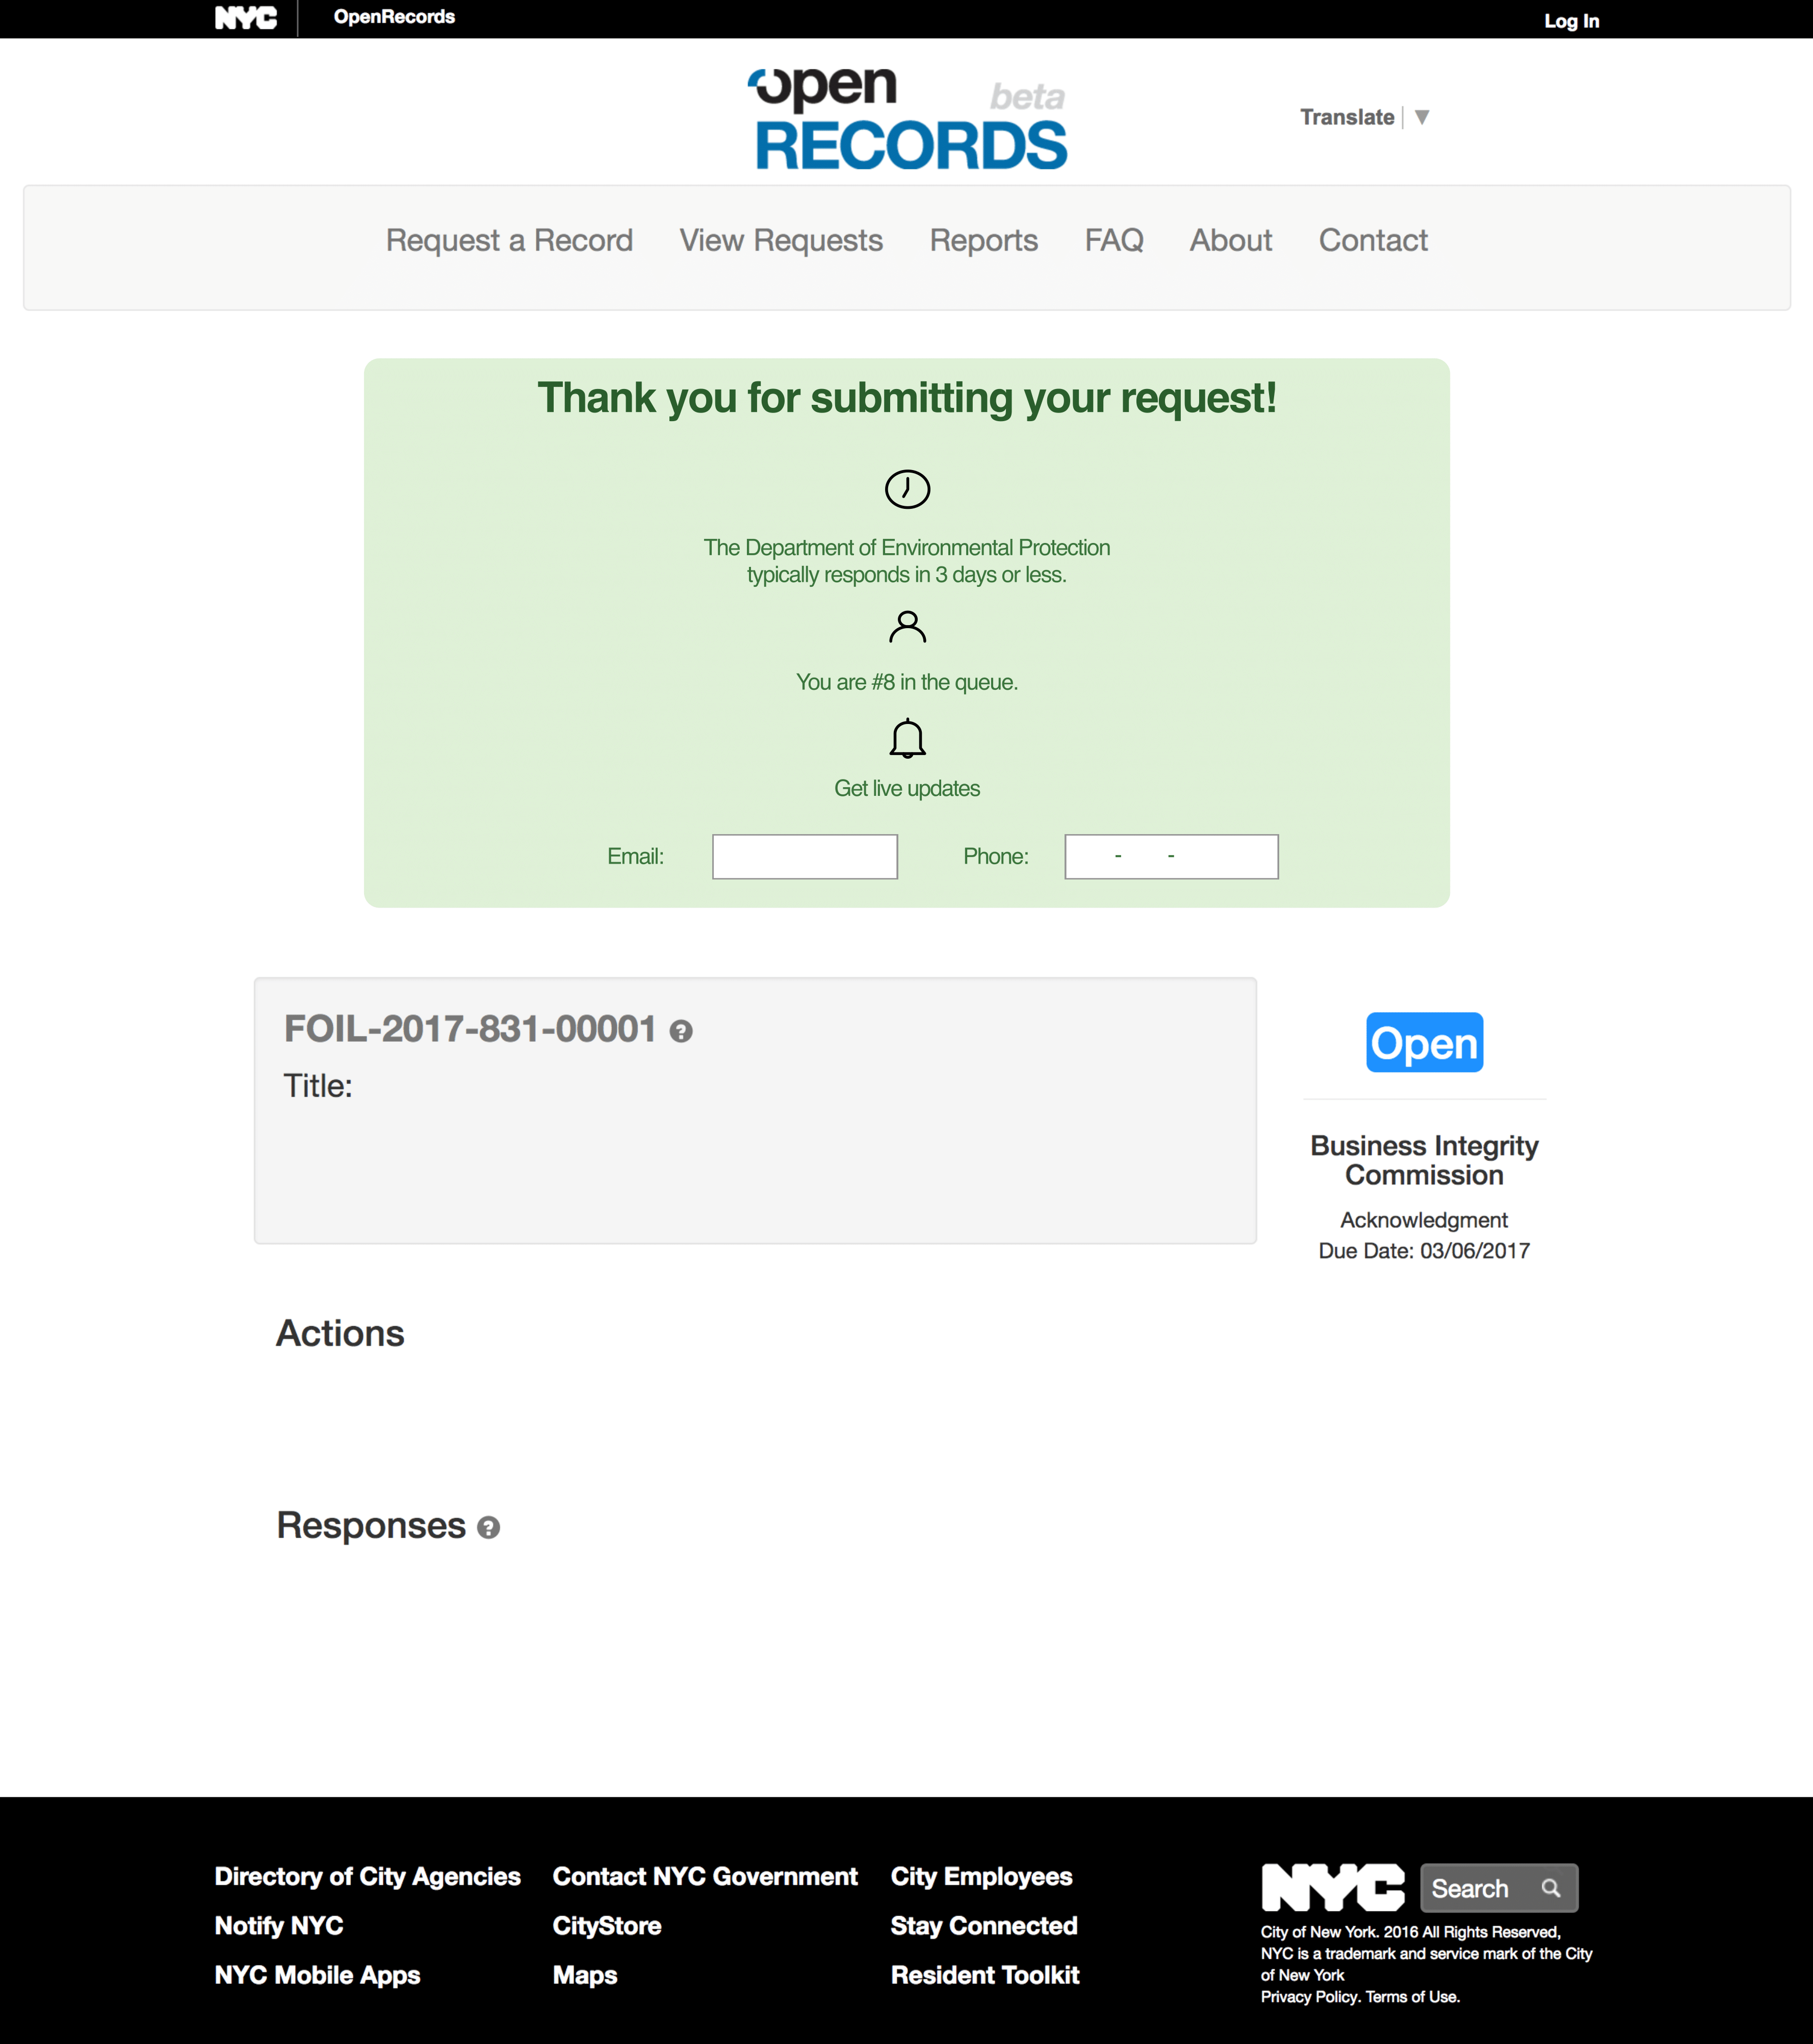 NYC
OpenRecords
Log In
open
beta
RECORDS
Translate ▼
Request a Record View Requests Reports FAQ About Contact
Thank you for submitting your request!
The Department of Environmental Protection
typically responds in 3 days or less.
You are #8 in the queue.
Get live updates
Email: Phone: - -
FOIL-2017-831-00001 ?
Title:
Open
Business Integrity
Commission
Acknowledgment
Due Date: 03/06/2017
Actions
Responses ?
Directory of City Agencies
Notify NYC
NYC Mobile Apps
Contact NYC Government
CityStore
Maps
City Employees
Stay Connected
Resident Toolkit
NYC
Search
City of New York. 2016 All Rights Reserved,
NYC is a trademark and service mark of the City
of New York
Privacy Policy. Terms of Use.